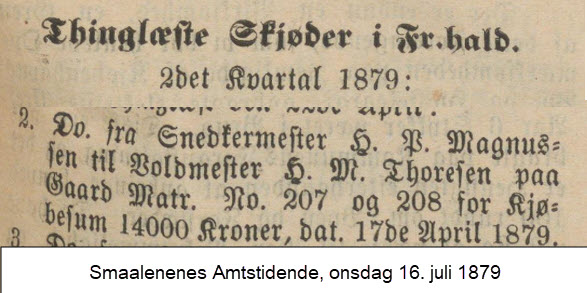 Thinglæste Skjøder i Fr.hald.
2det Kvartal 1879:
April.
2. Do. fra Snedkermester H. P. Magnus=
sen til Voldmester H. M. Thoresen paa
Gaard Matr. No. 207 og 208 for Kjø=
besum 14000 Kroner, dat. 17de April 1879.
3
Smaalenenes Amtstidende, onsdag 16. juli 1879